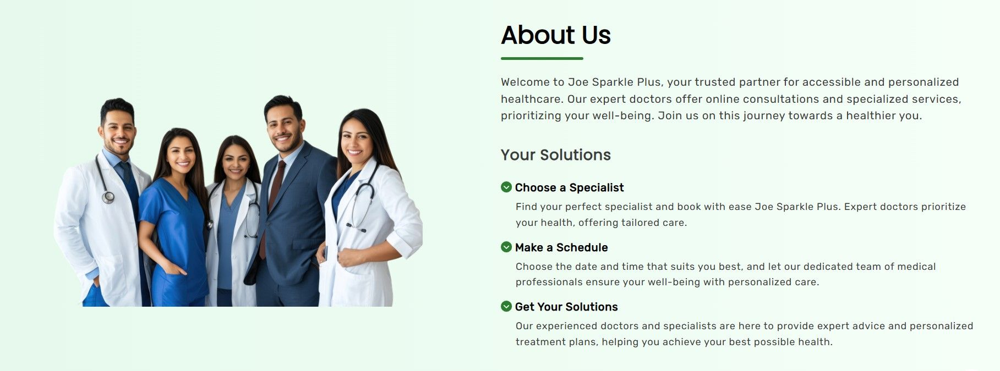 About Us
Welcome to Joe Sparkle Plus, your trusted partner for accessible and personalized
healthcare. Our expert doctors offer online consultations and specialized services,
prioritizing your well-being. Join us on this journey towards a healthier you.
Your Solutions
Choose a Specialist
Find your perfect specialist and book with ease Joe Sparkle Plus. Expert doctors prioritize
your health, offering tailored care.
Make a Schedule
Choose the date and time that suits you best, and let our dedicated team of medical
professionals ensure your well-being with personalized care.
Get Your Solutions
Our experienced doctors and specialists are here to provide expert advice and personalized
treatment plans, helping you achieve your best possible health.